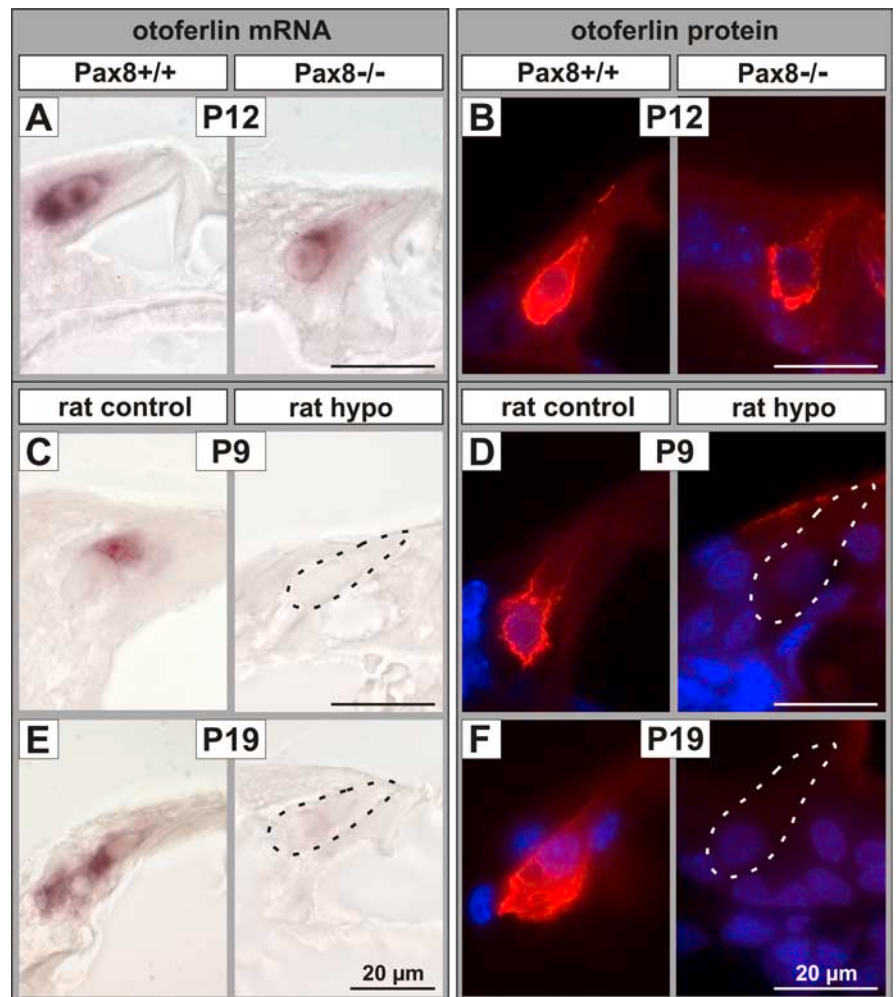 otoferlin mRNA
Pax8+/+ Pax8-/-
A P12
otoferlin protein
Pax8+/+ Pax8-/-
B P12
rat control rat hypo
C P9
rat control rat hypo
D P9
E P19
20 µm
F P19
20 µm